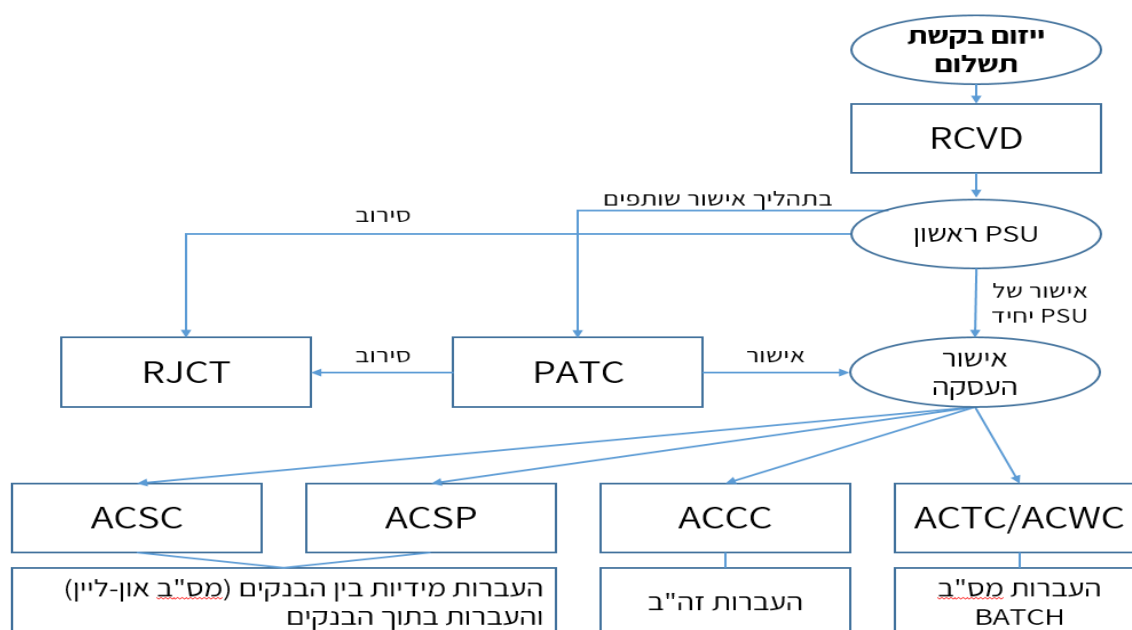 ייזום בקשת
תשלום
RCVD
בתהליך אישור שותפים
סירוב
PSU ראשון
אישור של
PSU יחיד
אישור
העסקה
אישור
PATC
סירוב
RJCT
ACTC/ACWC
ACCC
ACSP
ACSC
העברות מס"ב
BATCH
העברות זה"ב
העברות מידיות בין הבנקים (מס"ב און-ליין)
והעברות בתוך הבנקים